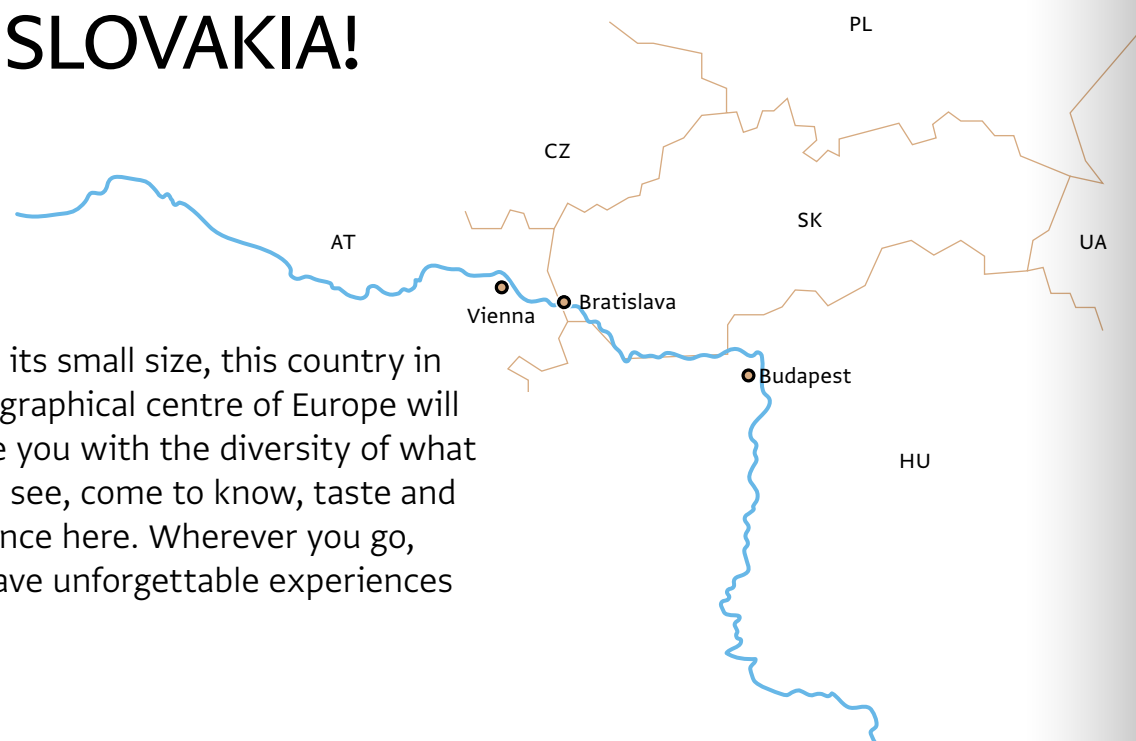 SLOVAKIA!
PL
CZ
SK
AT
UA
Vienna
Bratislava
its small size, this country in
graphical centre of Europe will
you with the diversity of what
see, come to know, taste and
here. Wherever you go,
unforgettable experiences
Budapest
HU